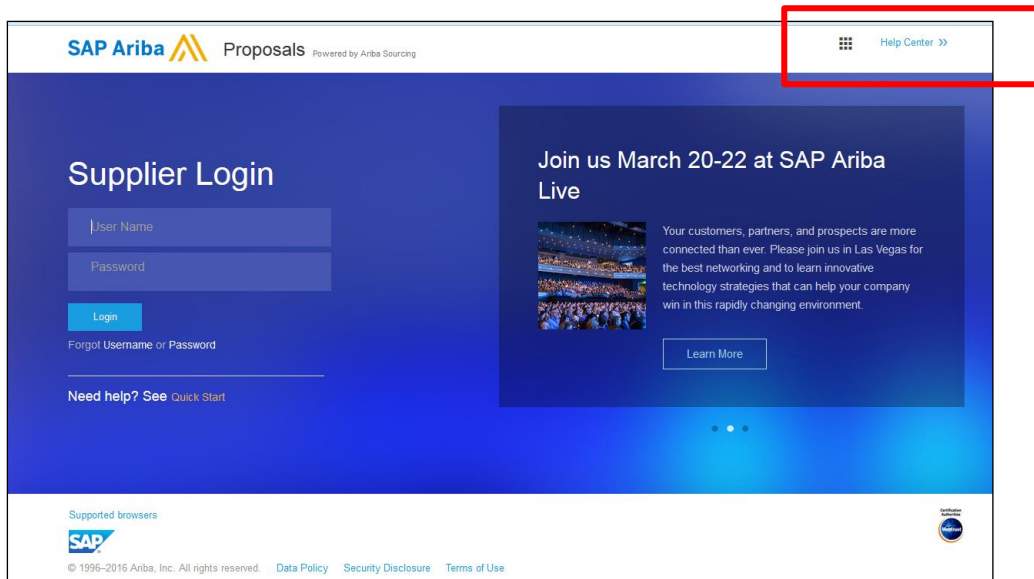 SAP Ariba Proposals Powered by Ariba Sourcing
Help Center »
Supplier Login
User Name
Password
Login
Forgot Username or Password
Need help? See Quick Start
Join us March 20-22 at SAP Ariba
Live
Your customers, partners, and prospects are more
connected than ever. Please join us in Las Vegas for
the best networking and to learn innovative
technology strategies that can help your company
win in this rapidly changing environment.
Learn More
Supported browsers
SAP
Certification
Authorities
WebTrust
© 1996–2016 Ariba, Inc. All rights reserved. Data Policy Security Disclosure Terms of Use